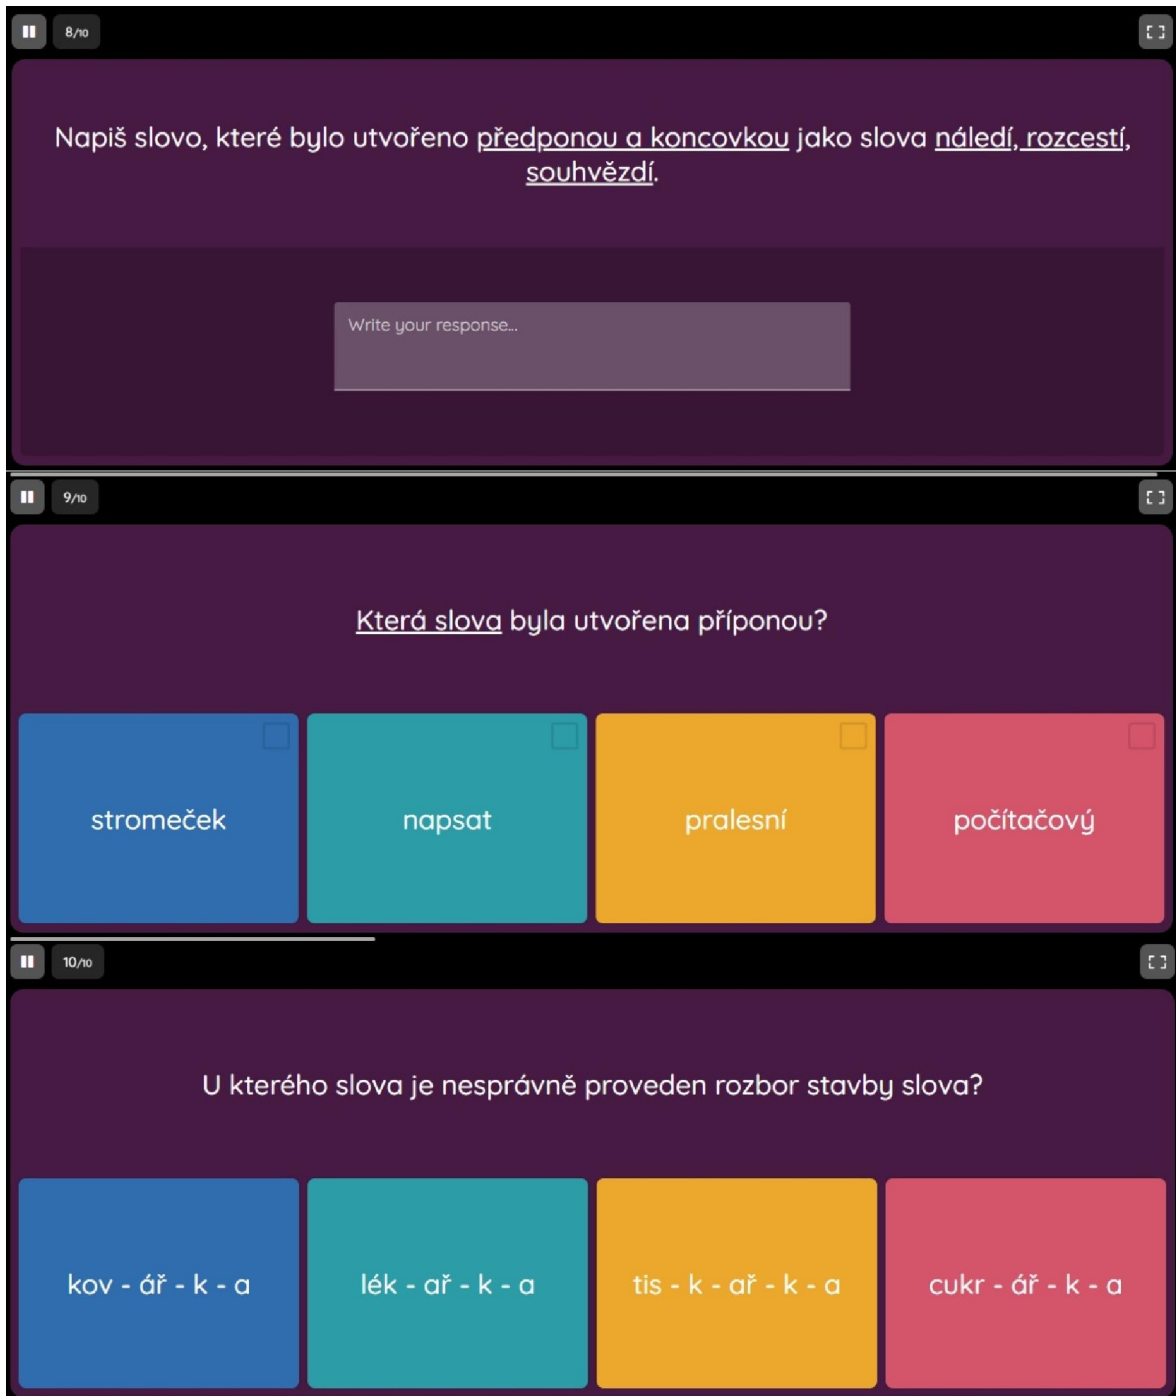 8/10
Napiš slovo, které bylo utvořeno předponou a koncovkou jako slova náledí, rozcestí,
souhvězdí.
Write your response...
9/10
Která slova byla utvořena příponou?
stromeček
napsat
pralesní
počítačový
10/10
U kterého slova je nesprávně proveden rozbor stavby slova?
kov - ář - k - a
lék - ař - k - a
tis - k - ař - k - a
cukr - ář - k - a